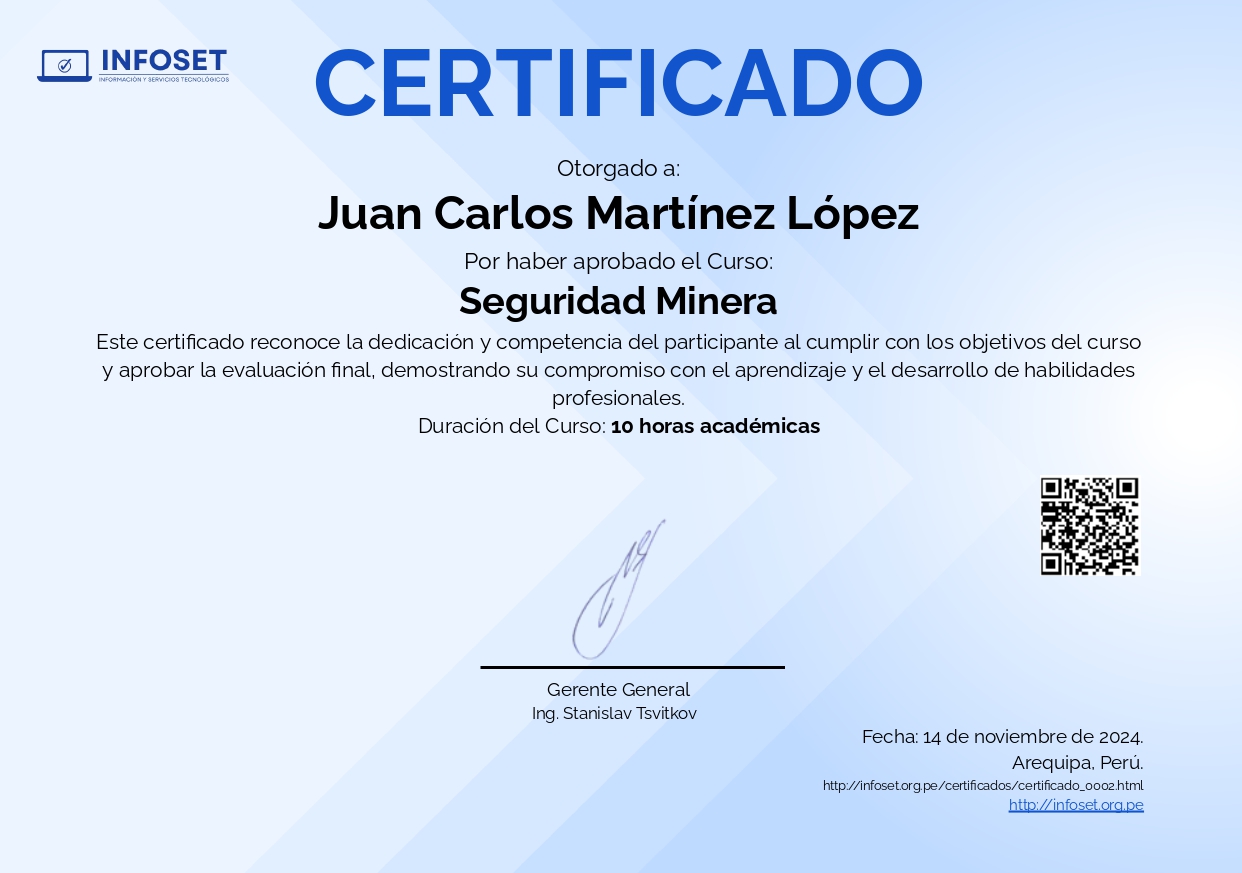 INFOSET
INFORMACIÓN Y SERVICIOS TECNOLÓGICOS
CERTIFICADO
Otorgado a:
Juan Carlos Martínez López
Por haber aprobado el Curso:
Seguridad Minera
Este certificado reconoce la dedicación y competencia del participante al cumplir con los objetivos del curso
y aprobar la evaluación final, demostrando su compromiso con el aprendizaje y el desarrollo de habilidades
profesionales.
Duración del Curso: 10 horas académicas
Gerente General
Ing. Stanislav Tsvitkov
Fecha: 14 de noviembre de 2024.
Arequipa, Perú.
http://infoset.org.pe/certificados/certificado_0002.html
http://infoset.org.pe